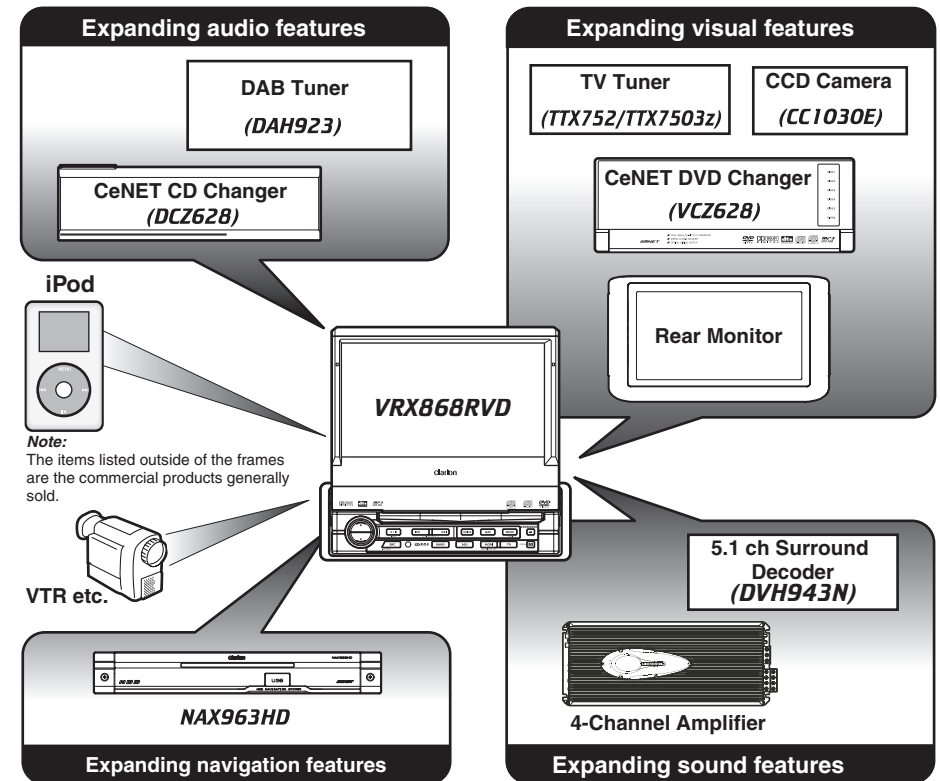 Expanding audio features
DAB Tuner
(DAH923)
CeNET CD Changer
(DCZ628)
Expanding visual features
TV Tuner
(TTX752/TTX7503z)
CCD Camera
(CC1030E)
CeNET DVD Changer
(VCZ628)
Rear Monitor
iPod
MENU
Note:
The items listed outside of the frames
are the commercial products generally
sold.
VRX868RVD
clarion
VTR etc.
5.1 ch Surround
Decoder
(DVH943N)
4-Channel Amplifier
Expanding sound features
clarion
USB
NAX963HD
Expanding navigation features